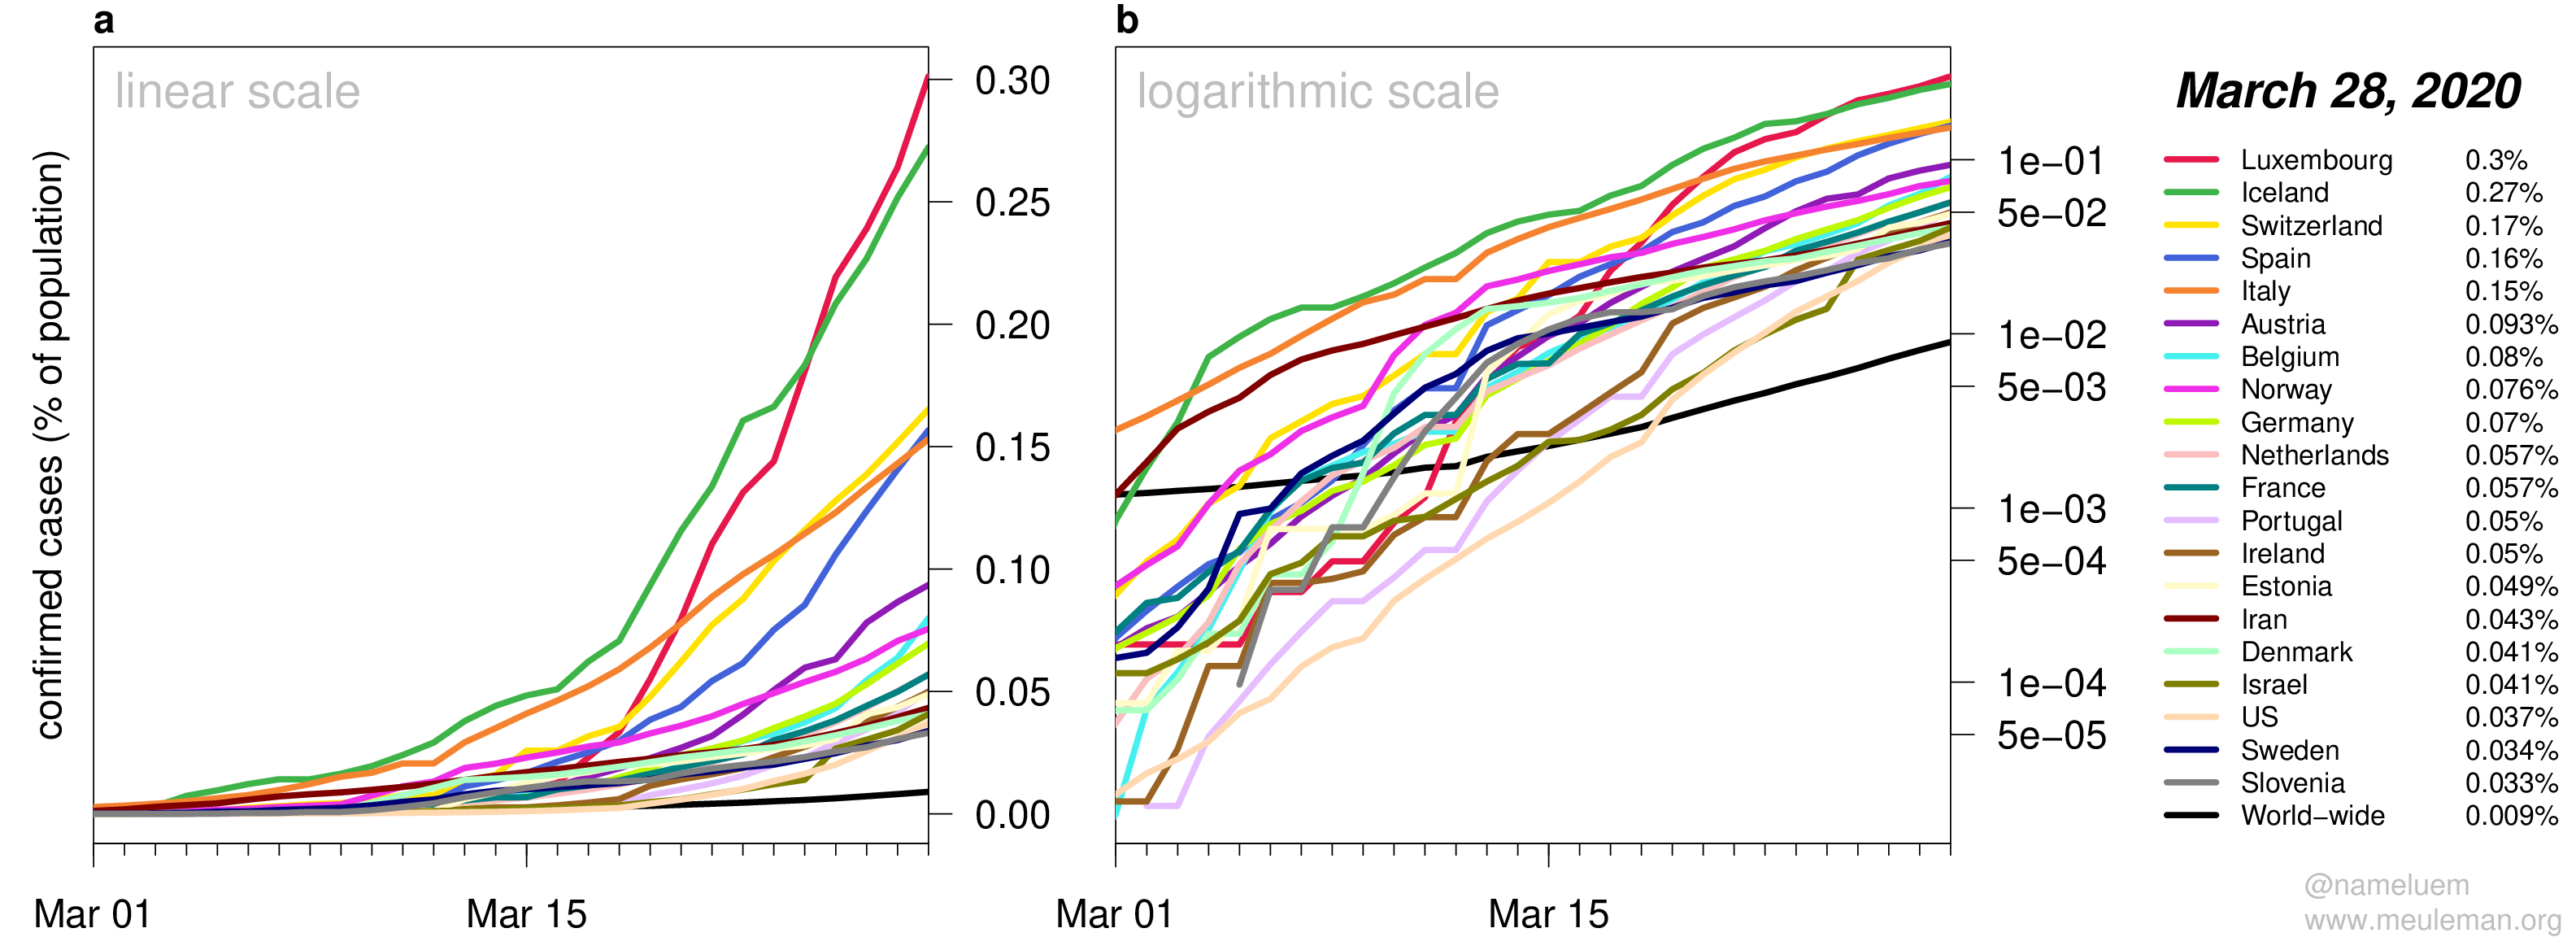 a
linear scale
confirmed cases (% of population)
0.30
0.25
0.20
0.15
0.10
0.05
0.00
Mar 01
Mar 15
b
logarithmic scale
1e−01
5e−02
1e−02
5e−03
1e−03
5e−04
1e−04
5e−05
Mar 01
Mar 15
March 28, 2020
Luxembourg 0.3%
Iceland 0.27%
Switzerland 0.17%
Spain 0.16%
Italy 0.15%
Austria 0.093%
Belgium 0.08%
Norway 0.076%
Germany 0.07%
Netherlands 0.057%
France 0.057%
Portugal 0.05%
Ireland 0.05%
Estonia 0.049%
Iran 0.043%
Denmark 0.041%
Israel 0.041%
US 0.037%
Sweden 0.034%
Slovenia 0.033%
World−wide 0.009%
@nameluem
www.meuleman.org